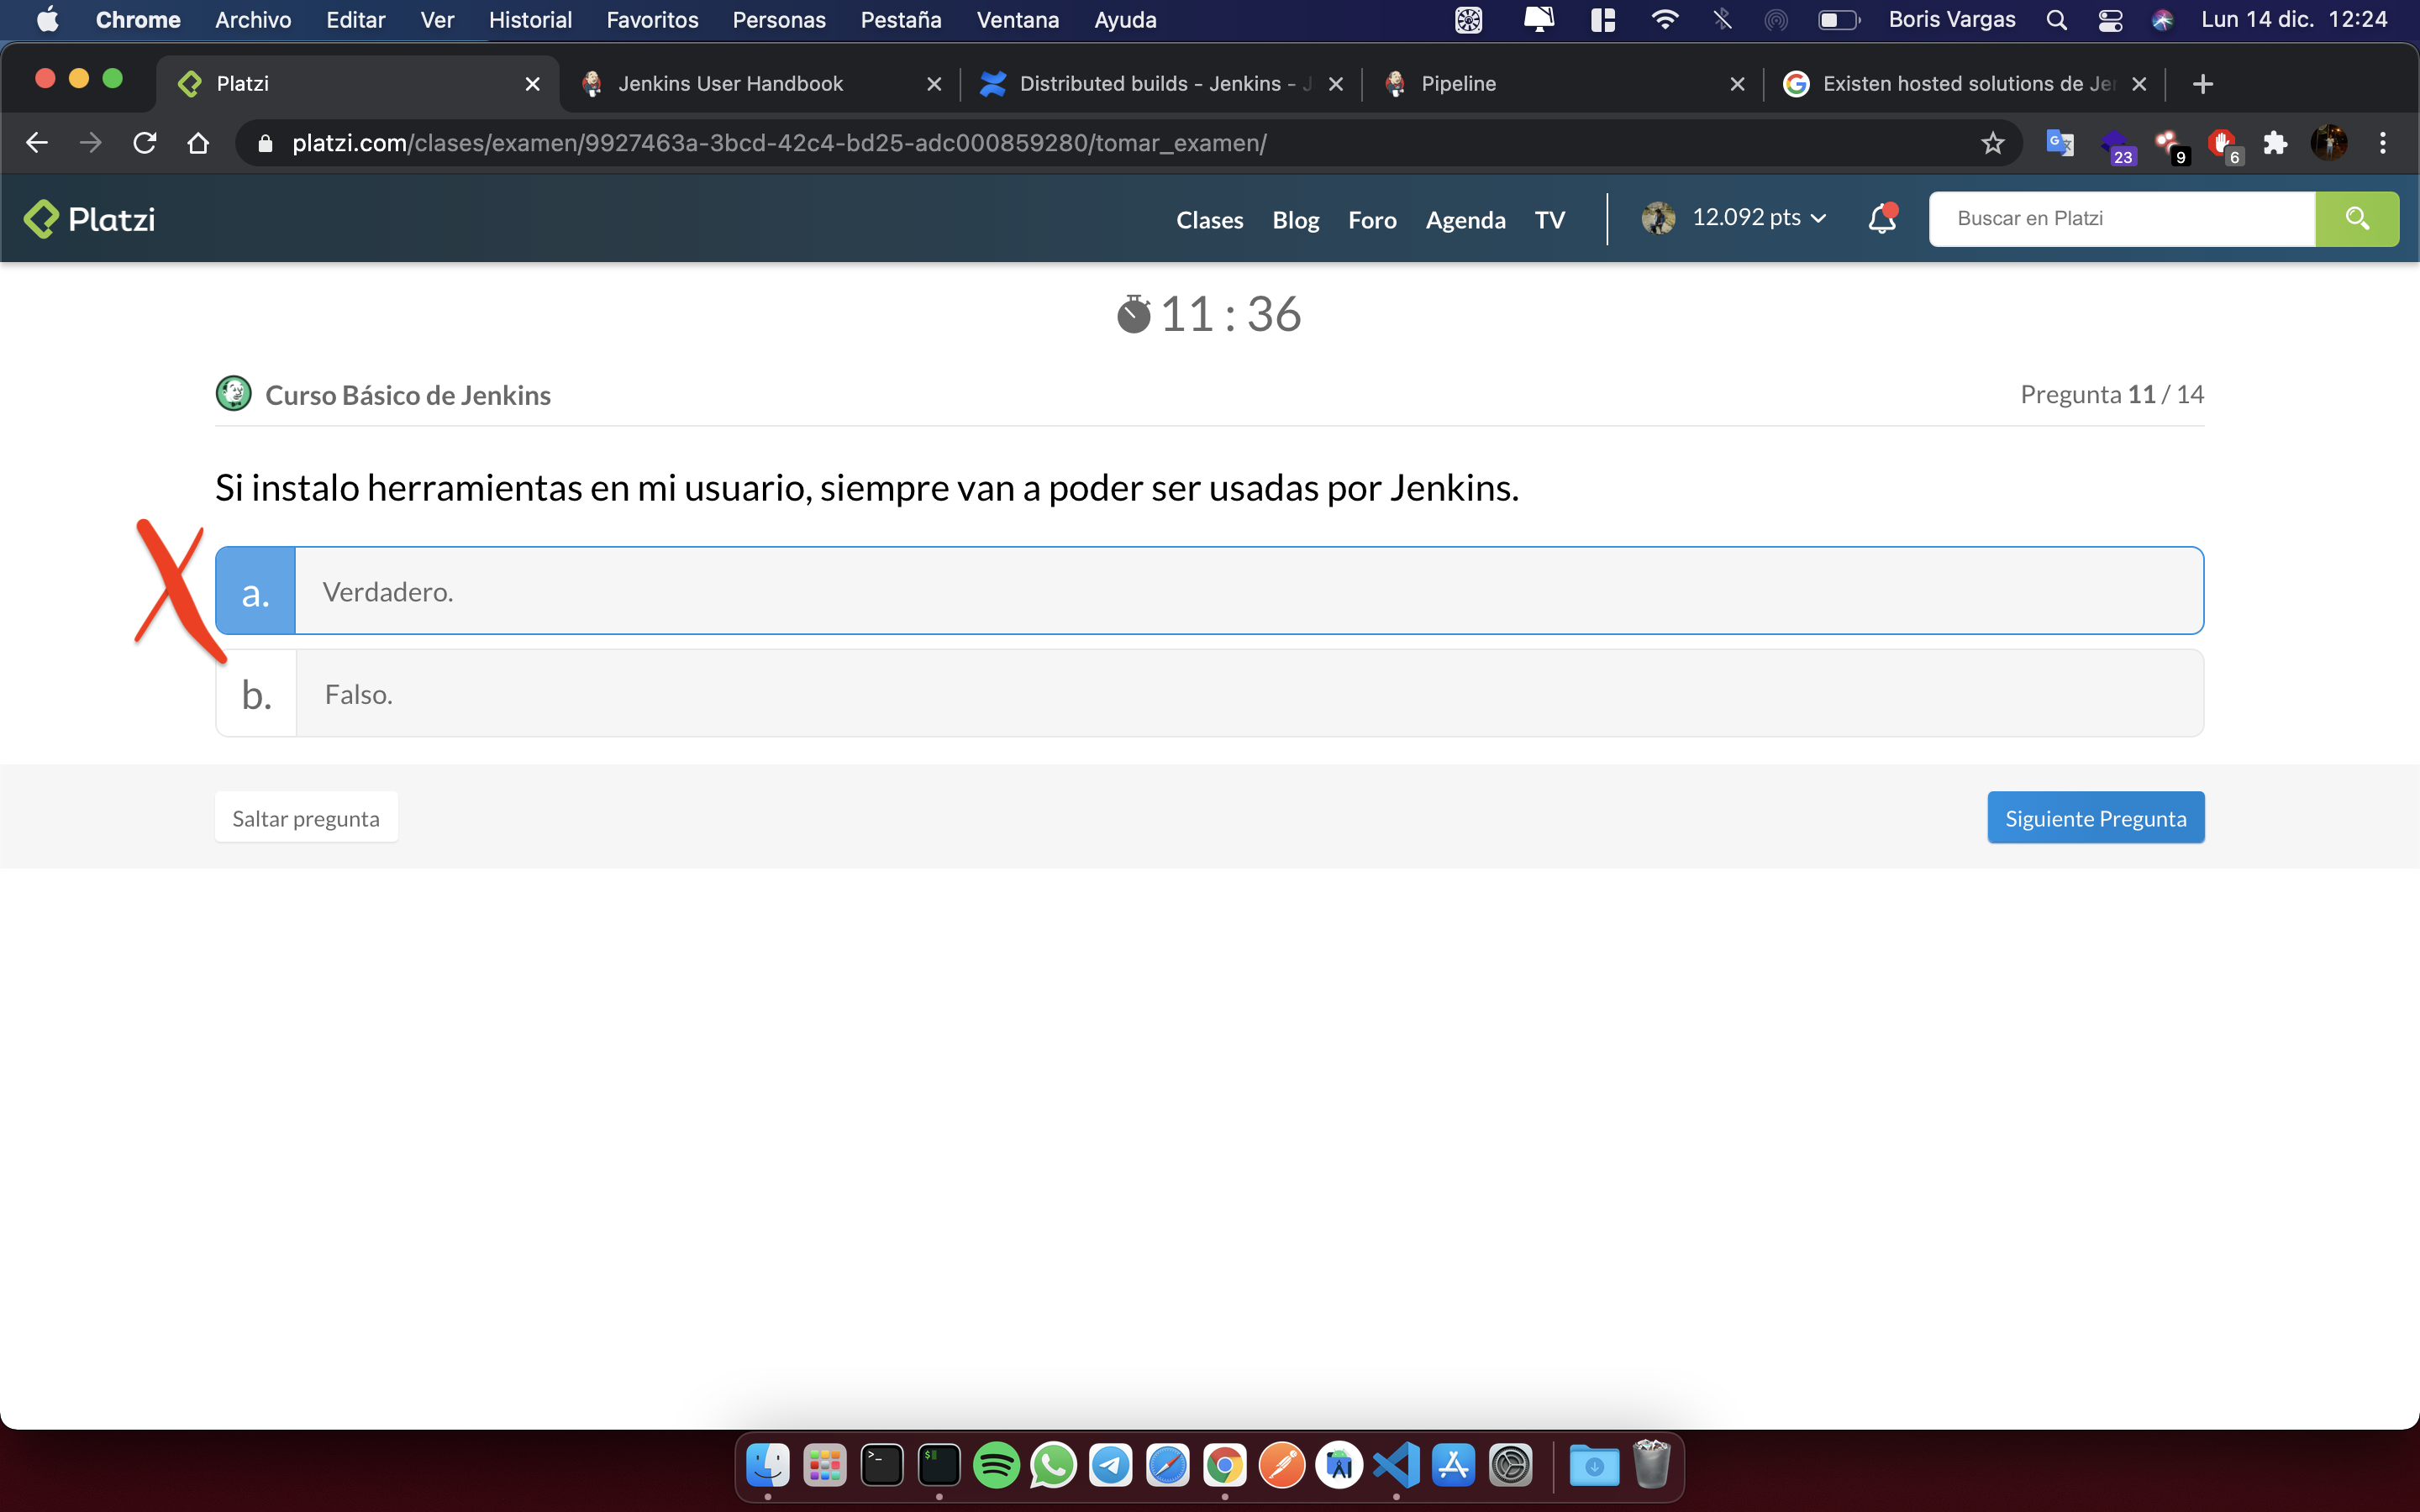 Chrome Archivo Editar Ver Historial Favoritos Personas Pestaña Ventana Ayuda Boris Vargas Lun 14 dic. 12:24
Platzi Jenkins User Handbook Distributed builds - Jenkins - J Pipeline Existen hosted solutions de Jen
platzi.com/clases/examen/9927463a-3bcd-42c4-bd25-adc000859280/tomar_examen/ 23 9 6
Platzi Clases Blog Foro Agenda TV 12.092 pts Buscar en Platzi
11 : 36
Curso Básico de Jenkins Pregunta 11 / 14
Si instalo herramientas en mi usuario, siempre van a poder ser usadas por Jenkins.
a. Verdadero.
b. Falso.
Saltar pregunta Siguiente Pregunta